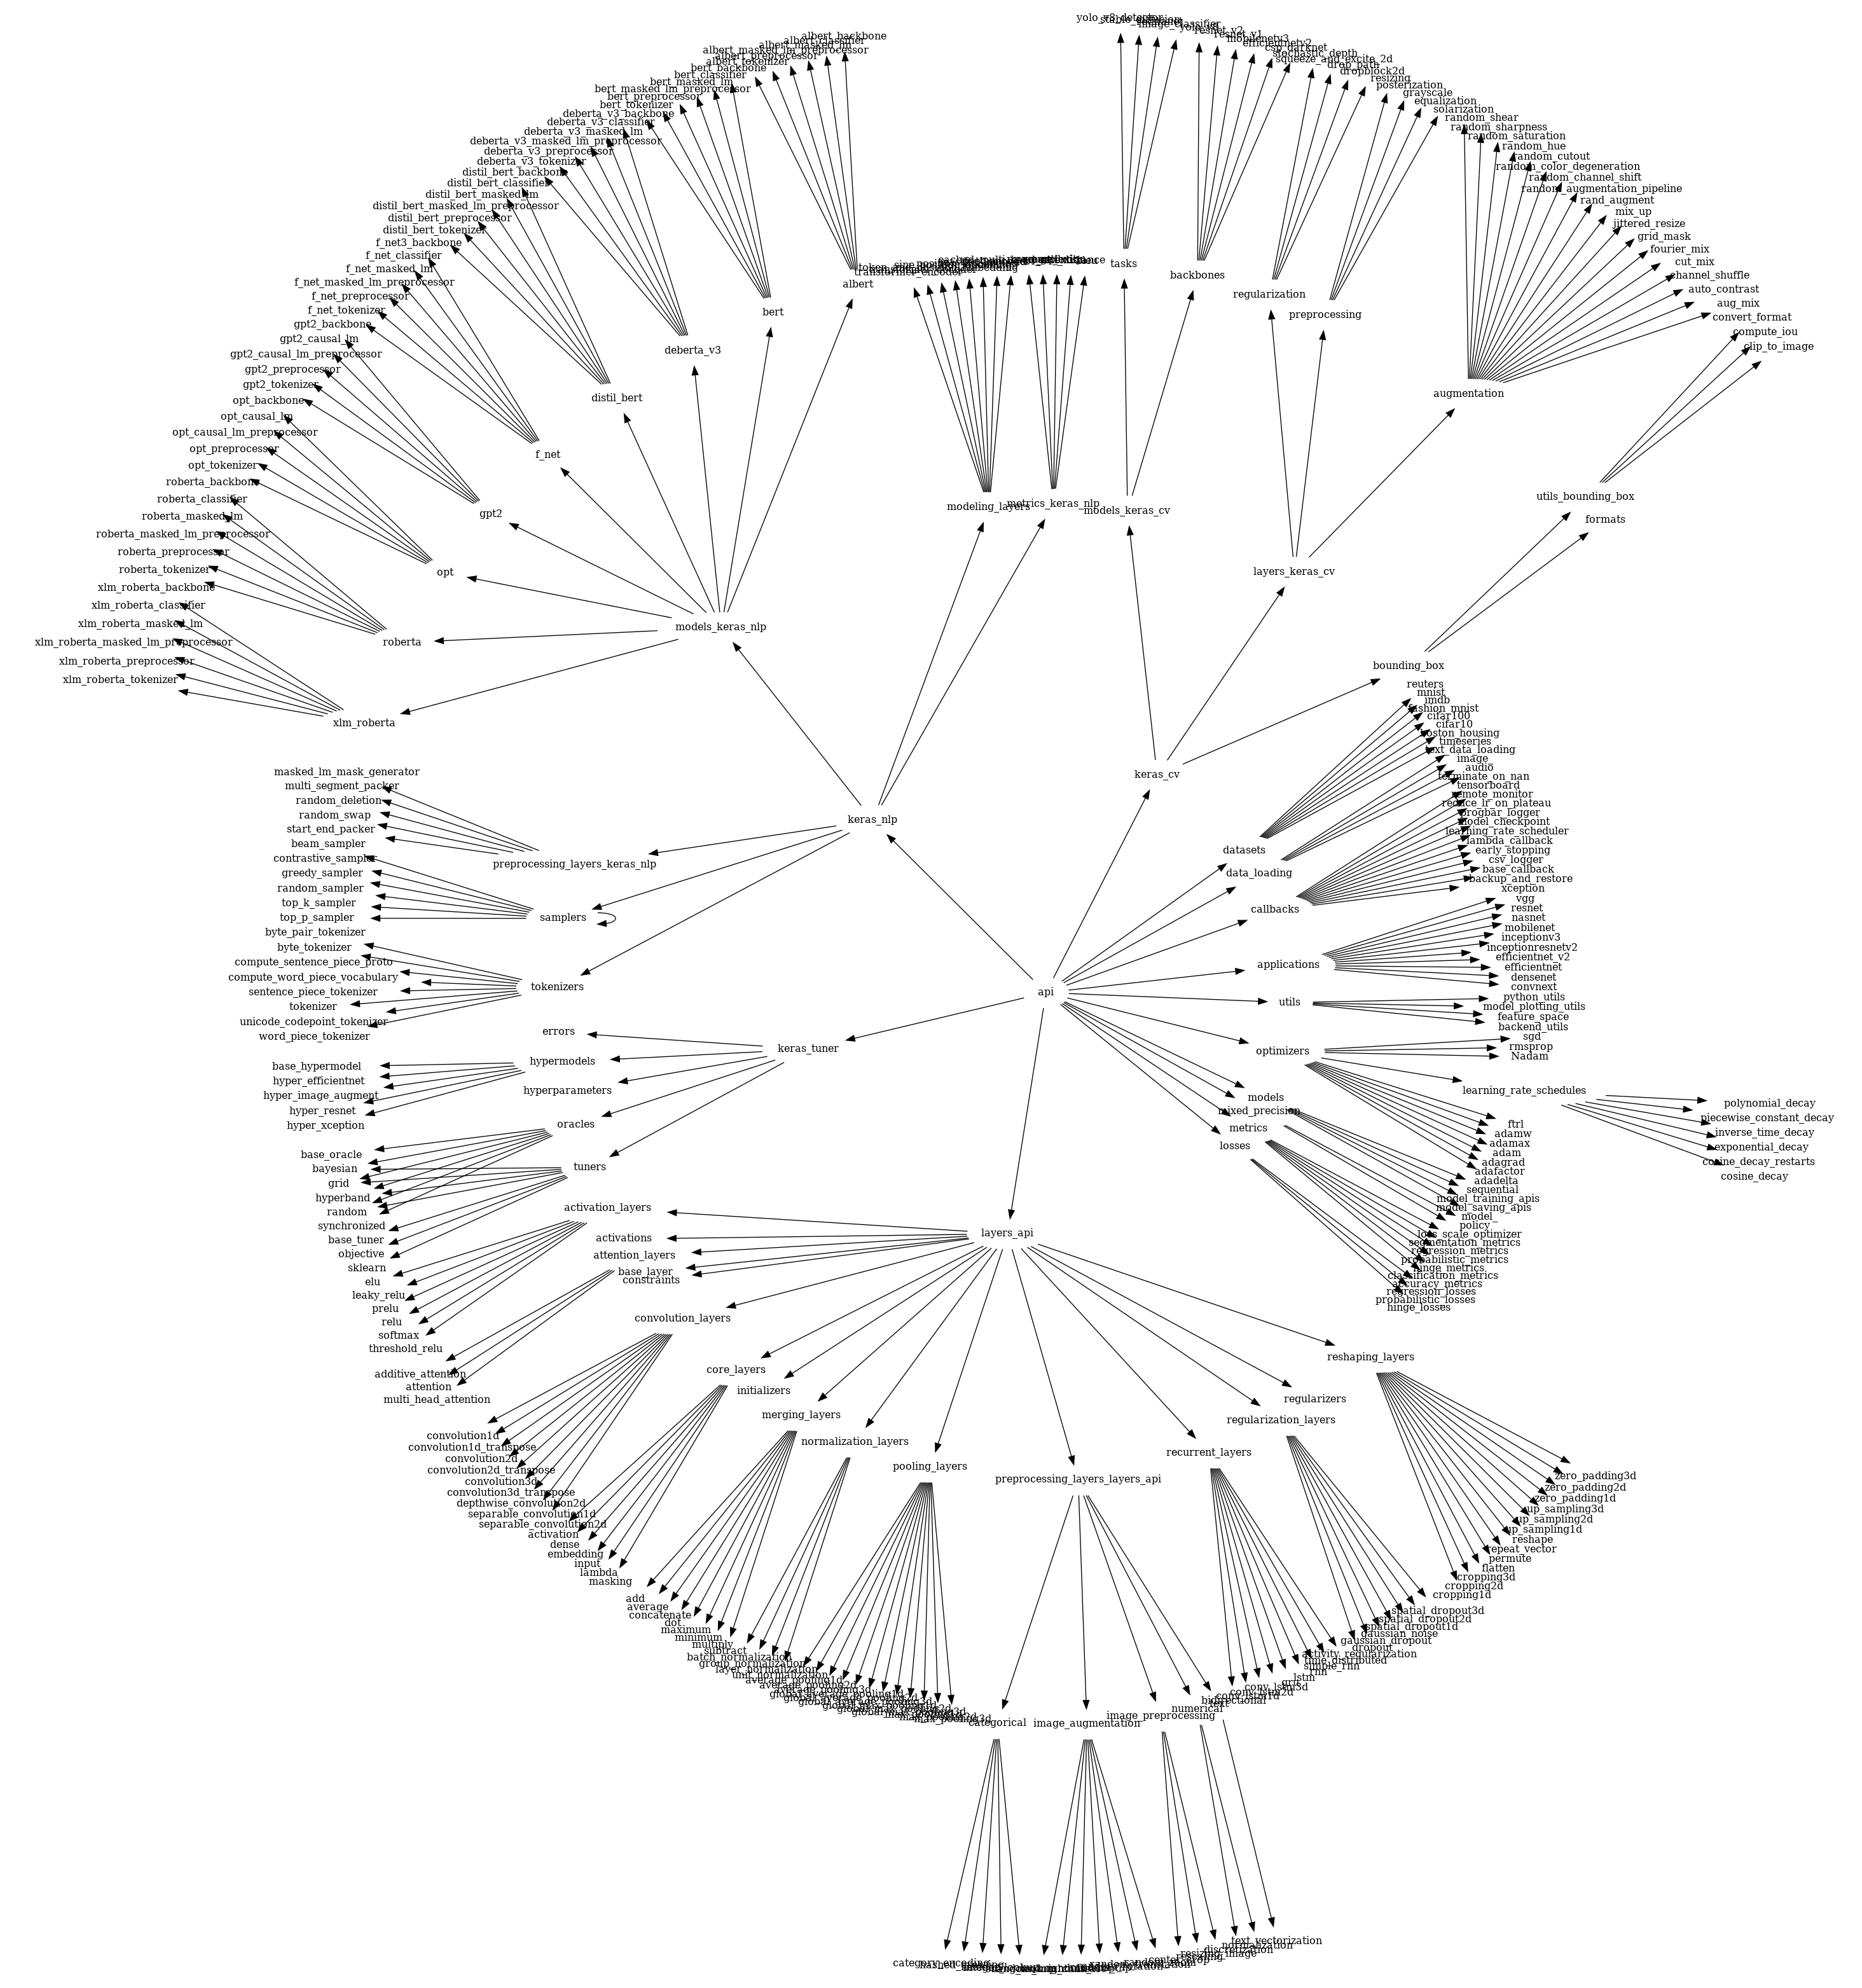 yolo_v8_detector
image_classifier
yolo_v8
resnet_v2
resnet_v1
mobilenetv3
efficientnetv2
csp_darknet
stochastic_depth
squeeze_and_excite_2d
drop_path
dropblock2d
resizing
posterization
grayscale
equalization
solarization
random_shear
random_sharpness
random_saturation
random_hue
random_cutout
random_color_degeneration
random_channel_shift
random_augmentation_pipeline
rand_augment
mix_up
jittered_resize
grid_mask
fourier_mix
cut_mix
channel_shuffle
auto_contrast
aug_mix
convert_format
compute_iou
clip_to_image
albert_backbone
albert_classifier
albert_masked_lm
albert_masked_lm_preprocessor
albert_preprocessor
albert_tokenizer
bert_backbone
bert_classifier
bert_masked_lm
bert_masked_lm_preprocessor
bert_preprocessor
bert_tokenizer
deberta_v3_backbone
deberta_v3_classifier
deberta_v3_masked_lm
deberta_v3_masked_lm_preprocessor
deberta_v3_preprocessor
deberta_v3_tokenizer
distil_bert_backbone
distil_bert_classifier
distil_bert_masked_lm
distil_bert_masked_lm_preprocessor
distil_bert_preprocessor
distil_bert_tokenizer
f_net3_backbone
f_net_classifier
f_net_masked_lm
f_net_masked_lm_preprocessor
f_net_preprocessor
f_net_tokenizer
gpt2_backbone
gpt2_causal_lm
gpt2_causal_lm_preprocessor
gpt2_preprocessor
gpt2_tokenizer
opt_backbone
opt_causal_lm
opt_causal_lm_preprocessor
opt_preprocessor
opt_tokenizer
roberta_backbone
roberta_classifier
roberta_masked_lm
roberta_masked_lm_preprocessor
roberta_preprocessor
roberta_tokenizer
xlm_roberta_backbone
xlm_roberta_classifier
xlm_roberta_masked_lm
xlm_roberta_masked_lm_preprocessor
xlm_roberta_preprocessor
xlm_roberta_tokenizer
transformer_encoder
albert
bert
deberta_v3
distil_bert
f_net
gpt2
opt
roberta
xlm_roberta
tasks
backbones
regularization
preprocessing
augmentation
modeling_layers
metrics_keras_nlp
models_keras_cv
layers_keras_cv
utils_bounding_box
formats
bounding_box
models_keras_nlp
keras_cv
keras_nlp
reuters
mnist
imdb
fashion_mnist
cifar100
cifar10
boston_housing
timeseries
text_data_loading
image
audio
terminate_on_nan
tensorboard
remote_monitor
reduce_lr_on_plateau
progbar_logger
model_checkpoint
learning_rate_scheduler
lambda_callback
early_stopping
csv_logger
base_callback
backup_and_restore
xception
vgg
resnet
nasnet
mobilenet
inceptionv3
inceptionresnetv2
efficientnet_v2
efficientnet
densenet
convnext
python_utils
model_plotting_utils
feature_space
backend_utils
sgd
rmsprop
Nadam
datasets
data_loading
callbacks
applications
utils
optimizers
api
masked_lm_mask_generator
multi_segment_packer
random_deletion
random_swap
start_end_packer
preprocessing_layers_keras_nlp
beam_sampler
contrastive_sampler
greedy_sampler
random_sampler
top_k_sampler
top_p_sampler
samplers
byte_pair_tokenizer
byte_tokenizer
compute_sentence_piece_proto
compute_word_piece_vocabulary
sentence_piece_tokenizer
tokenizer
unicode_codepoint_tokenizer
word_piece_tokenizer
tokenizers
errors
keras_tuner
hypermodels
hyperparameters
oracles
tuners
base_hypermodel
hyper_efficientnet
hyper_image_augment
hyper_resnet
hyper_xception
base_oracle
bayesian
grid
hyperband
random
synchronized
base_tuner
objective
sklearn
elu
leaky_relu
prelu
relu
softmax
threshold_relu
additive_attention
attention
multi_head_attention
learning_rate_schedules
polynomial_decay
piecewise_constant_decay
inverse_time_decay
exponential_decay
cosine_decay_restarts
cosine_decay
models
mixed_precision
metrics
losses
ftrl
adamw
adamax
adam
adagrad
adafactor
adadelta
sequential
model_training_apis
model_saving_apis
model
policy
loss_scale_optimizer
segmentation_metrics
regression_metrics
probabilistic_metrics
hinge_metrics
classification_metrics
accuracy_metrics
regression_losses
probabilistic_losses
hinge_losses
activation_layers
activations
attention_layers
base_layer
constraints
layers_api
convolution_layers
core_layers
initializers
merging_layers
normalization_layers
pooling_layers
preprocessing_layers_layers_api
recurrent_layers
regularization_layers
regularizers
reshaping_layers
convolution1d
convolution1d_transpose
convolution2d
convolution2d_transpose
convolution3d
convolution3d_transpose
depthwise_convolution2d
separable_convolution1d
separable_convolution2d
activation
dense
embedding
input
lambda
masking
add
average
concatenate
dot
maximum
minimum
multiply
subtract
batch_normalization
group_normalization
layer_normalization
unit_normalization
average_pooling1d
average_pooling2d
average_pooling3d
global_average_pooling1d
global_average_pooling2d
global_average_pooling3d
max_pooling3d
zero_padding3d
zero_padding2d
zero_padding1d
up_sampling3d
up_sampling2d
up_sampling1d
reshape
repeat_vector
permute
flatten
cropping3d
cropping2d
cropping1d
spatial_dropout3d
spatial_dropout2d
spatial_dropout1d
gaussian_noise
gaussian_dropout
dropout
activity_regularization
time_distributed
simple_rnn
rnn
lstm
gru
conv_lstm3d
conv_lstm2d
conv_lstm1d
bidirectional
text
numerical
image_preprocessing
image_augmentation
categorical
text_vectorization
normalization
discretization
resizing_image
rescaling
center_crop
category_encoding